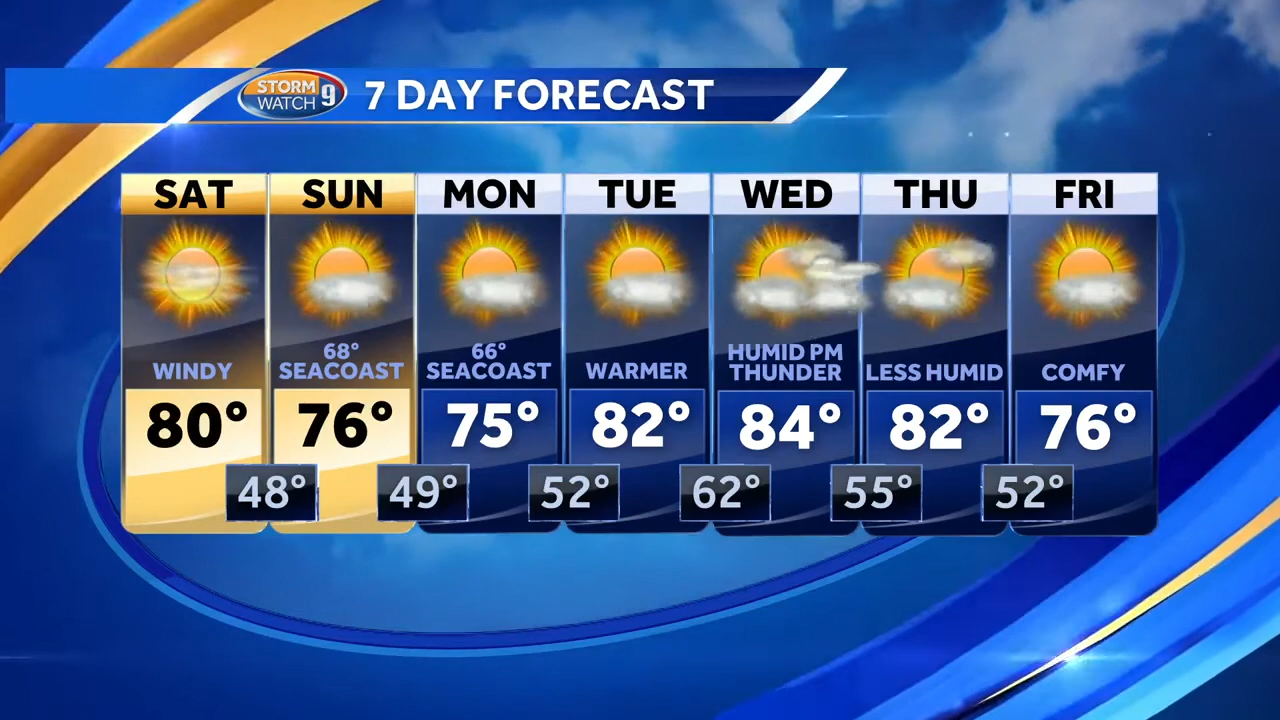 STORM
WATCH 9
7 DAY FORECAST
SAT SUN MON TUE WED THU FRI
WINDY
68°
SEACOAST
66°
SEACOAST
WARMER
HUMID PM
THUNDER
LESS HUMID
COMFY
80° 76° 75° 82° 84° 82° 76°
48° 49° 52° 62° 55° 52°